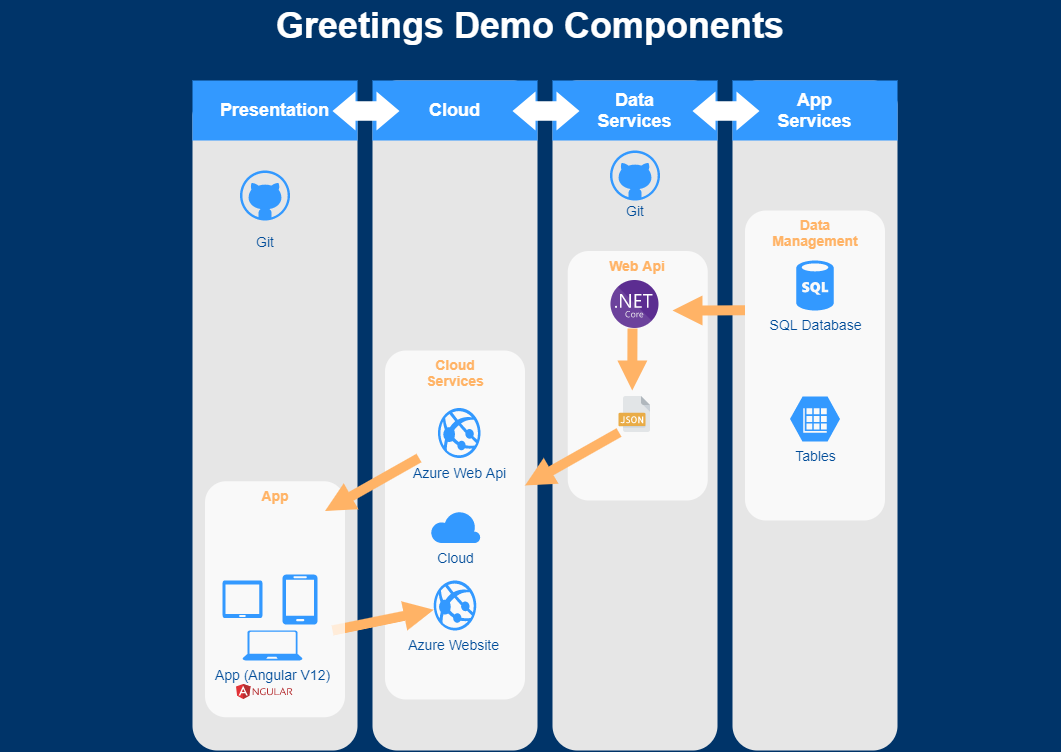 Greetings Demo Components
Presentation
Cloud
Data
Services
App
Services
Git
Git
Data
Management
SQL
SQL Database
Tables
Web Api
.NET
Core
.JSON
Cloud
Services
Azure Web Api
Cloud
Azure Website
App
App (Angular V12)
ANGULAR